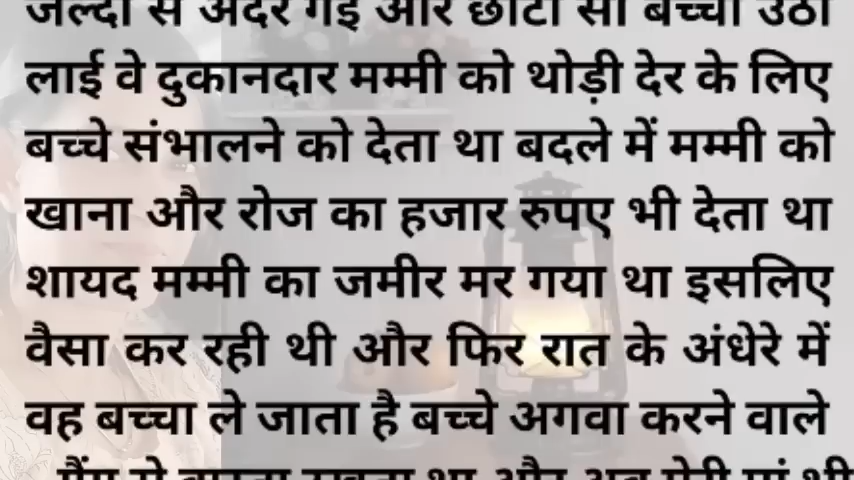 जल्दी से अंदर गई और छोटा सा बच्चा उठा
लाई वे दुकानदार मम्मी को थोड़ी देर के लिए
बच्चे संभालने को देता था बदले में मम्मी को
खाना और रोज का हजार रुपए भी देता था
शायद मम्मी का जमीर मर गया था इसलिए
वैसा कर रही थी और फिर रात के अंधेरे में
वह बच्चा ले जाता है बच्चे अगवा करने वाले